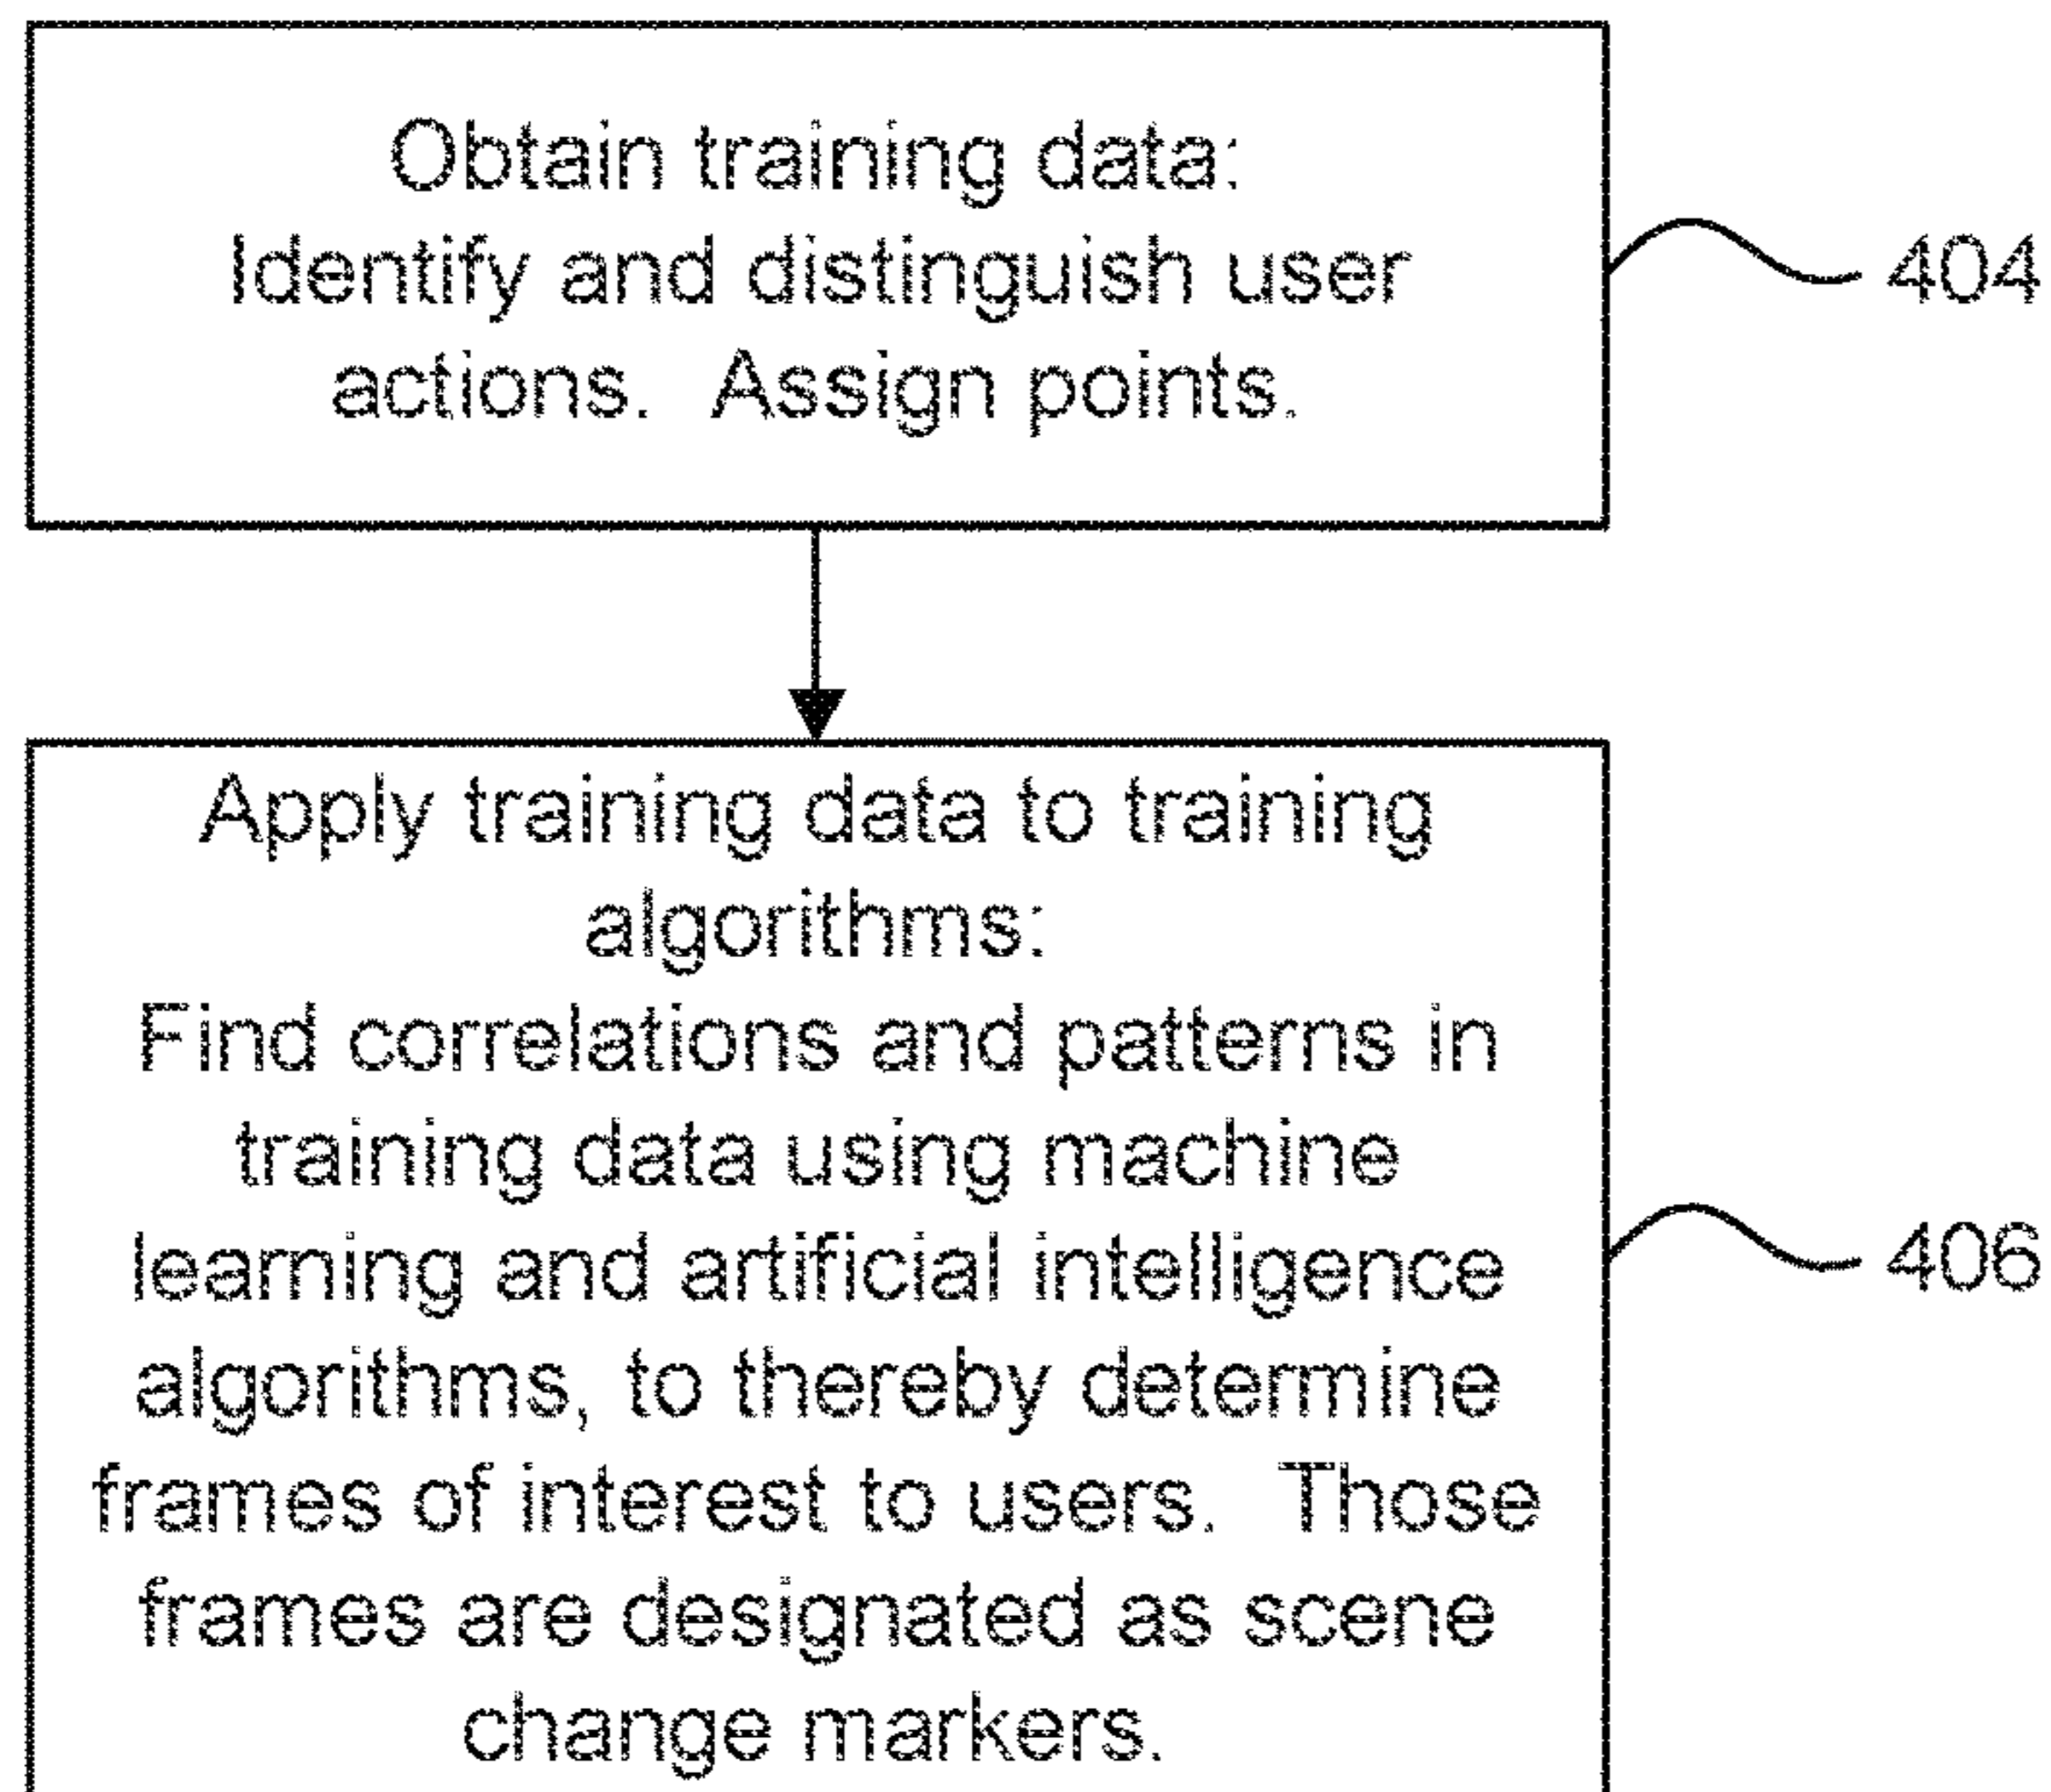 Obtain training data:
Identify and distinguish user
actions. Assign points.
404
Apply training data to training
algorithms:
Find correlations and patterns in
training data using machine
learning and artificial intelligence
algorithms, to thereby determine
frames of interest to users. Those
frames are designated as scene
change markers.
406